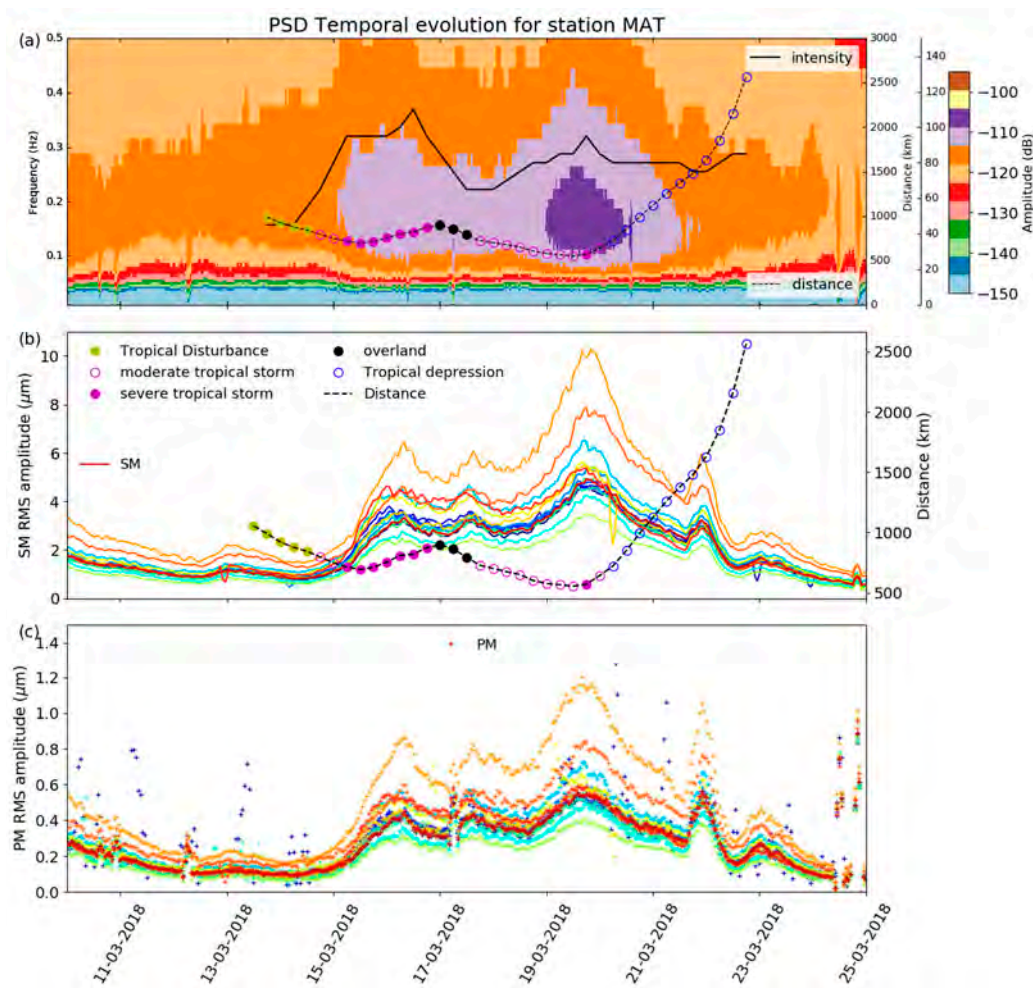 PSD Temporal evolution for station MAT
(a)
0.5
0.4
0.3
0.2
0.1
Frequency (Hz)
intensity
distance
3000
2500
2000
1500
1000
500
0
Distance (km)
140
120
100
80
60
40
20
0
−100
−110
−120
−130
−140
−150
Amplitude (dB)
(b)
10
8
6
4
2
0
SM RMS amplitude (μm)
Tropical Disturbance
moderate tropical storm
severe tropical storm
overland
Tropical depression
Distance
SM
2500
2000
1500
1000
500
Distance (km)
(c)
1.4
1.2
1.0
0.8
0.6
0.4
0.2
0.0
PM RMS amplitude (μm)
PM
11-03-2018
13-03-2018
15-03-2018
17-03-2018
19-03-2018
21-03-2018
23-03-2018
25-03-2018